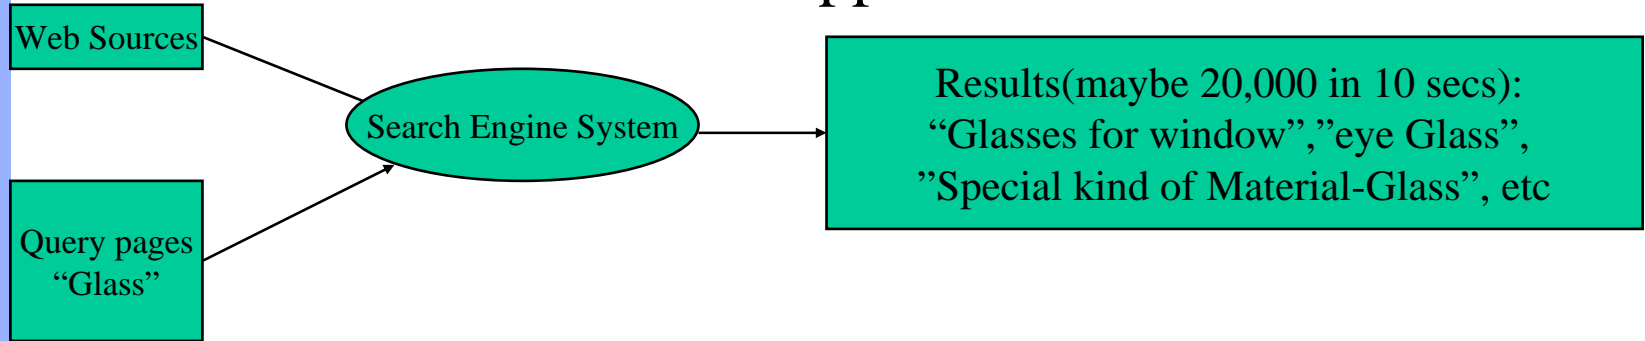 Web Sources
Search Engine System
Query pages
“Glass”
Results(maybe 20,000 in 10 secs):
“Glasses for window”,”eye Glass”,
”Special kind of Material-Glass”, etc